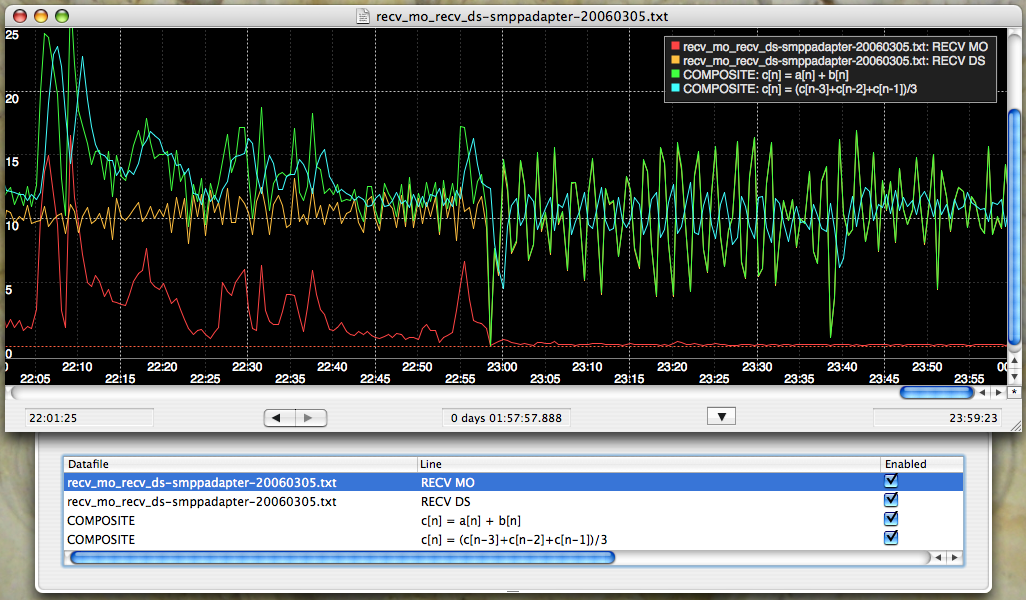 recv_mo_recv_ds-smppadapter-20060305.txt
25
20
15
10
5
0
recv_mo_recv_ds-smppadapter-20060305.txt: RECV MO
recv_mo_recv_ds-smppadapter-20060305.txt: RECV DS
COMPOSITE: c[n] = a[n] + b[n]
COMPOSITE: c[n] = (c[n-3]+c[n-2]+c[n-1])/3
0 22:10 22:20 22:30 22:40 22:50 23:00 23:10 23:20 23:30 23:40 23:50 00
22:05 22:15 22:25 22:35 22:45 22:55 23:05 23:15 23:25 23:35 23:45 23:55
*
22:01:25 0 days 01:57:57.888 23:59:23
Datafile Line Enabled
recv_mo_recv_ds-smppadapter-20060305.txt RECV MO
recv_mo_recv_ds-smppadapter-20060305.txt RECV DS
COMPOSITE c[n] = a[n] + b[n]
COMPOSITE c[n] = (c[n-3]+c[n-2]+c[n-1])/3